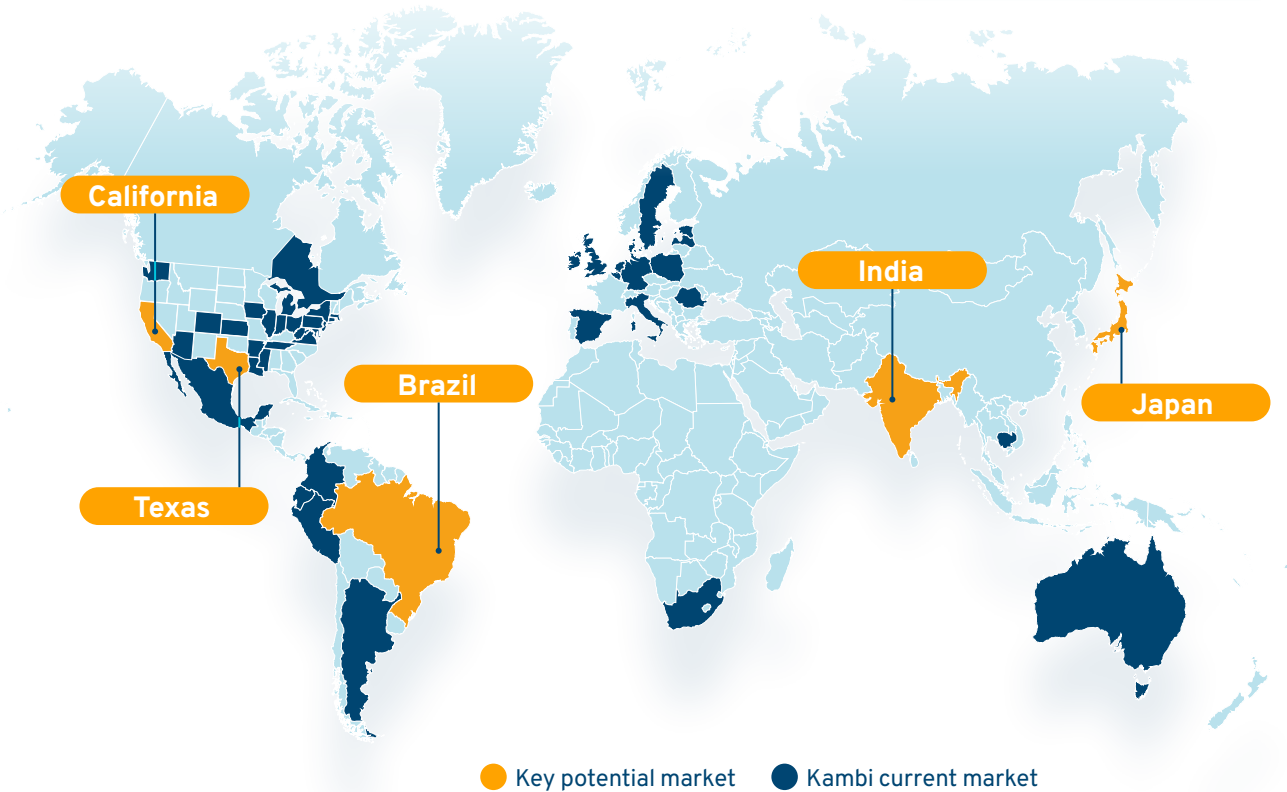 California
India
Brazil
Japan
Texas
Key potential market
Kambi current market